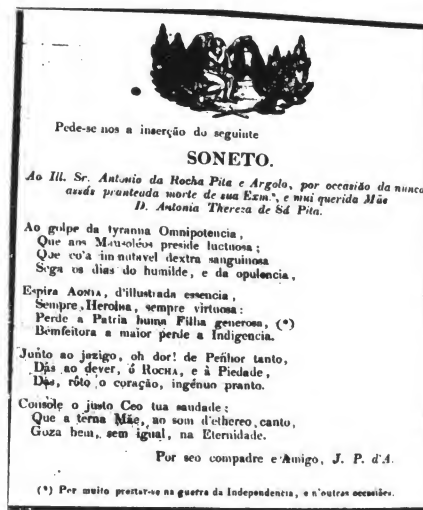 Pede-se nos a inserção do seguinte
SONETO.
Ao Ill. Sr. Antonio da Rocha Pita e Argolo, por occasião da nunca
assás pranteada morte de sua Exm.ª, e mui querida Mãe
D. Antonia Thereza de Sá Pita.
Ao golpe da tyranna Omnipotencia,
Que aos Mausoléos preside luctuosa;
Que co'a immutavel dextra sanguinosa
Sega os dias do humilde, e da opulencia,
Espira AONIA, d'illustrada essencia,
Sempre Heroina, sempre virtuosa:
Perde a Patria huma Filha generosa, (*)
Bemfeitora a maior perde a Indigencia.
Junto ao jazigo, oh dor! de Penhor tanto,
Dás ao dever, ó ROCHA, e à Piedade,
Dás, rôto o coração, ingénuo pranto.
Console o justo Ceo tua saudade;
Que a terna Mãe, ao som d'ethereo canto,
Goza bem, sem igual, na Eternidade.
Por seo compadre e Amigo, J. P. d'A.
(*) Por muito prestar-se na guerra da Independencia, e n'outras occasiões.